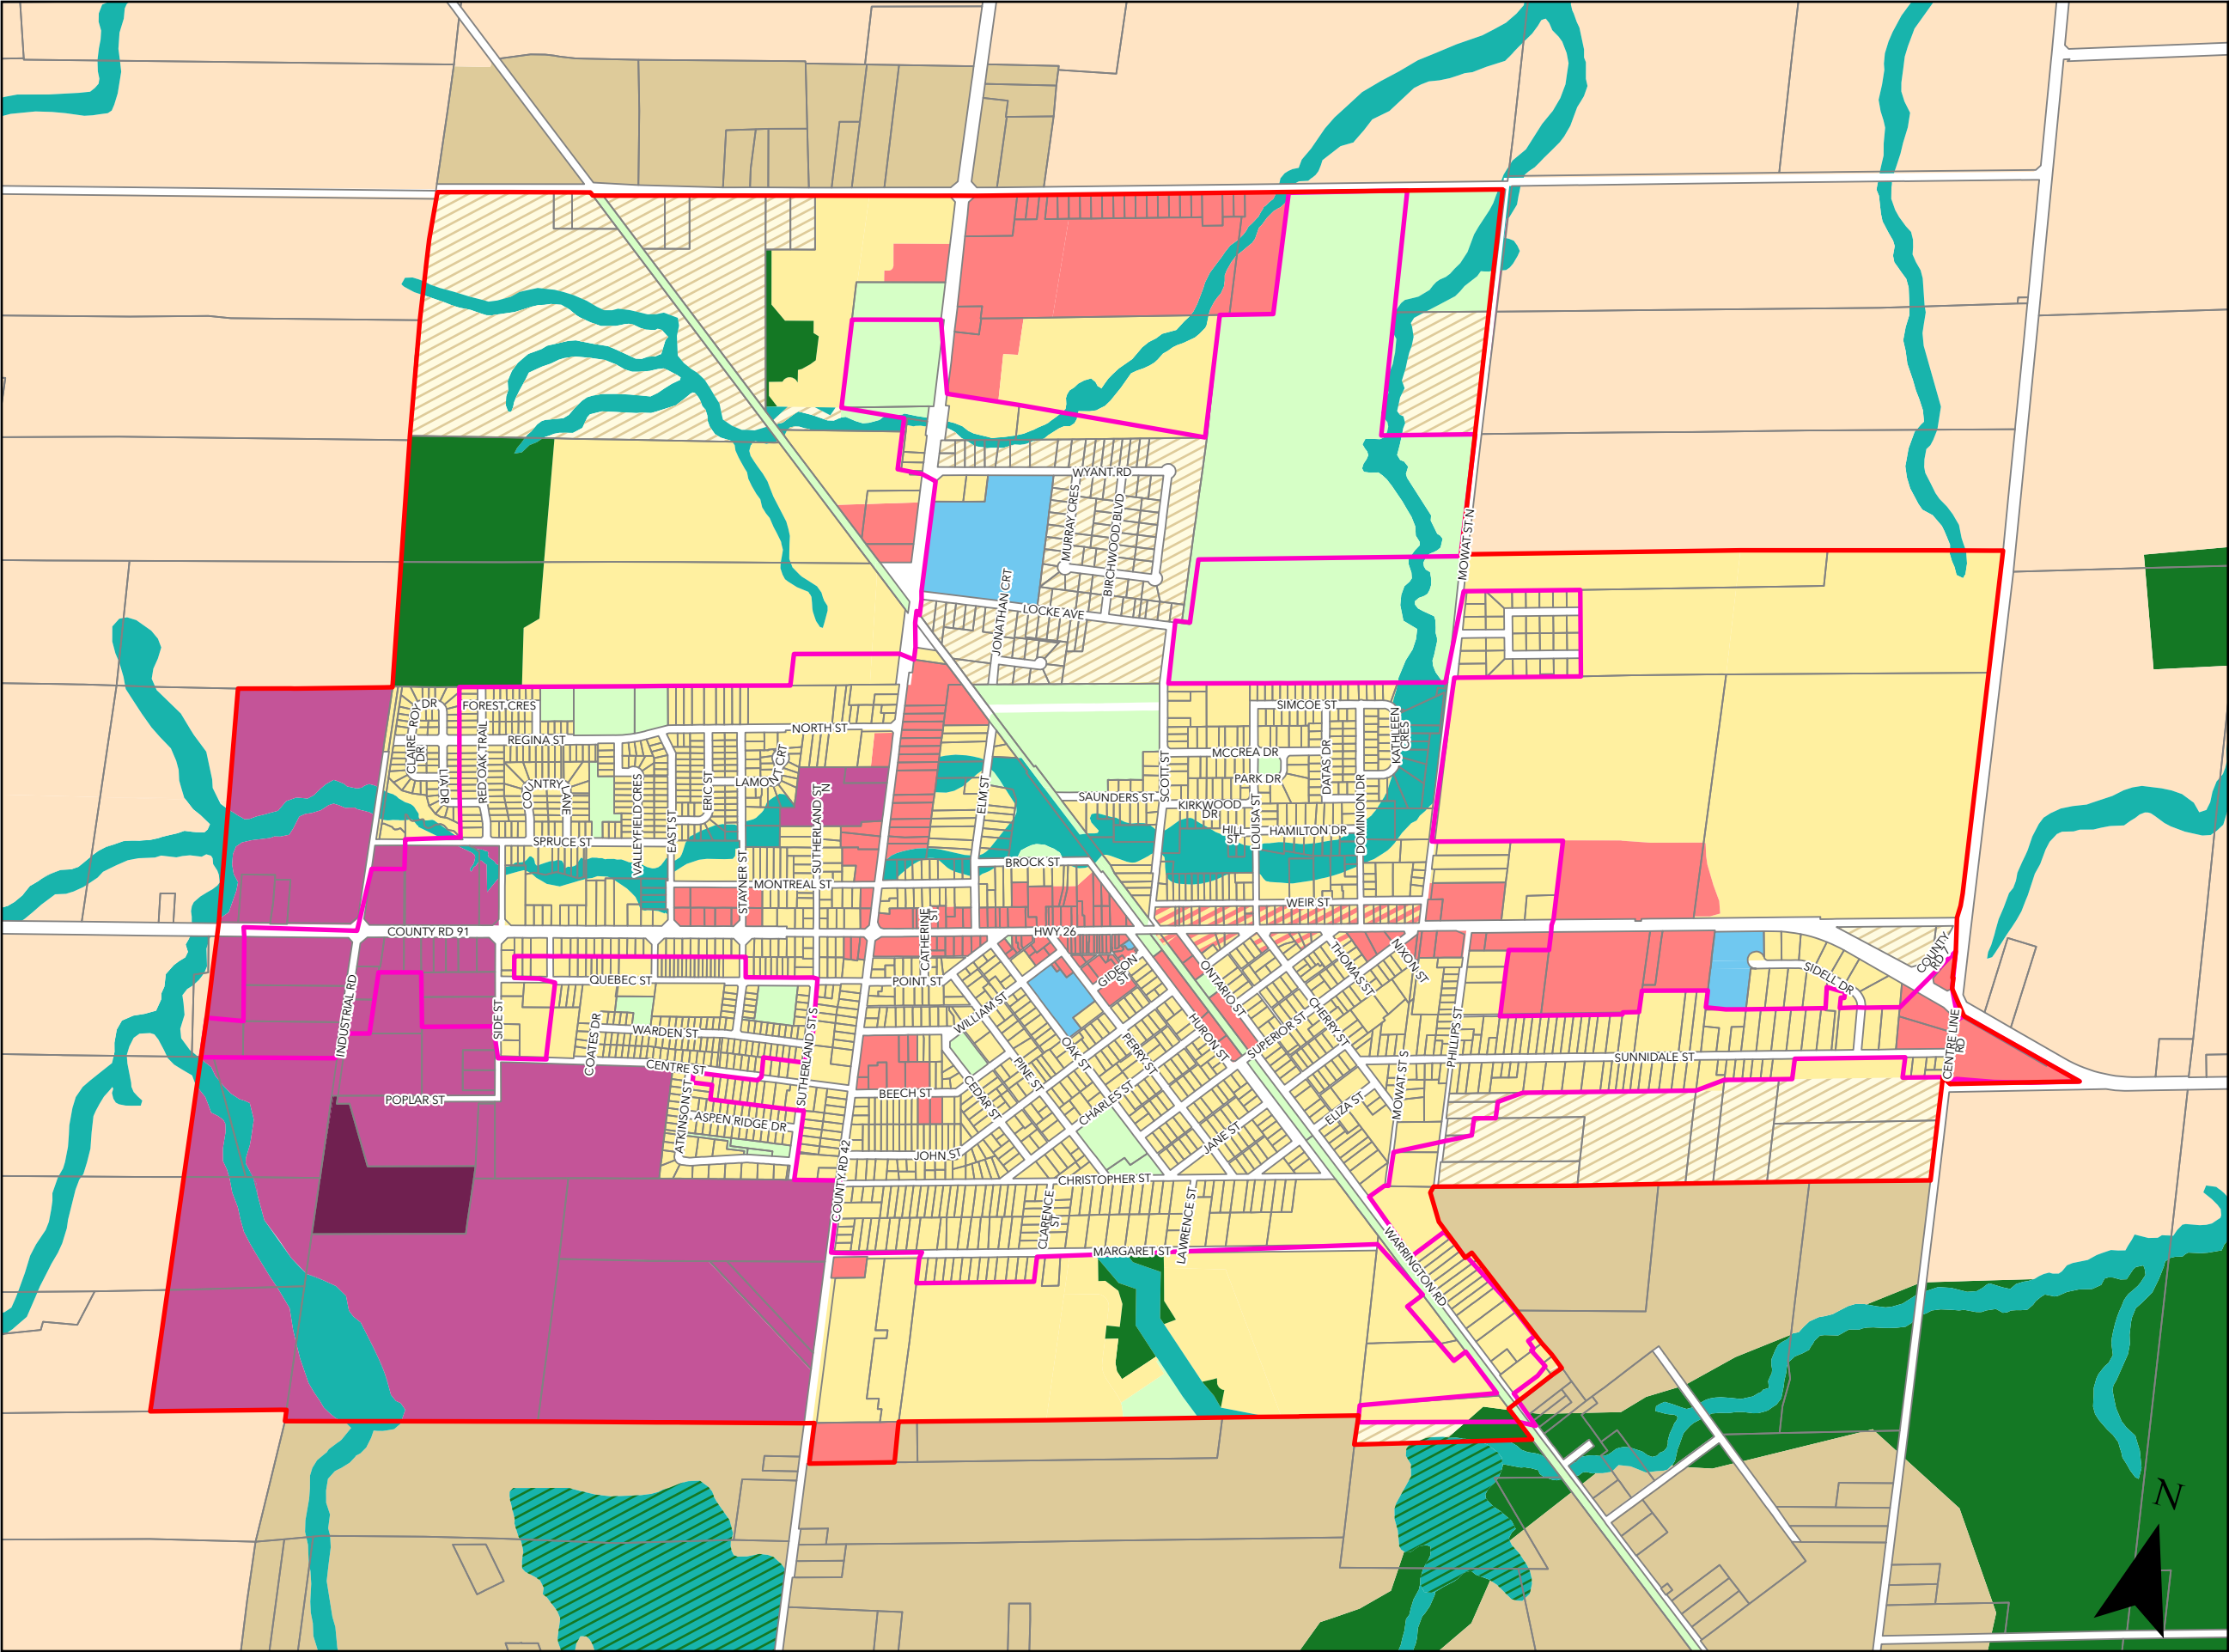 WYANT RD
MURRAY CRES
BIRCHWOOD BLVD
MOWAT ST N
JONATHAN CRT
LOCKE AVE
CLAIRE ROY
DR
DR
FOREST CRES
NORTH ST
SIMCOE ST
KATHLEEN
CRES
REGINA ST
RED OAK TRAIL
LIA DR
COUNTRY
LANE
VALLEYFIELD CRES
EAST ST
ERIC ST
LAMONT CRT
SUTHERLAND ST
N
ELM ST
SCOTT ST
MCCREA DR
PARK DR
DATAS DR
SAUNDERS ST
KIRKWOOD
DR
LOUISA ST
DOMINION DR
HILL
ST
HAMILTON DR
SPRUCE ST
STAYNER ST
MONTREAL ST
BROCK ST
WEIR ST
COUNTY RD 91
CATHERINE
ST
HWY 26
NIXON ST
THOMAS ST
COUNTY
RD
SIDELL DR
QUEBEC ST
POINT ST
GIDEON
ST
ONTARIO ST
INDUSTRIAL RD
SIDE ST
WILLIAM ST
CHERRY ST
PHILLIPS ST
COATES DR
WARDEN ST
SUTHERLAND ST S
HURON ST
SUPERIOR ST
PERRY ST
OAK ST
PINE ST
CEDAR ST
SUNNIDALE ST
CENTRE LINE
RD
CENTRE ST
ATKINSON ST
BEECH ST
CHARLES ST
MOWAT ST S
ELIZA ST
POPLAR ST
ASPEN RIDGE DR
JOHN ST
JANE ST
COUNTY RD 42
CHRISTOPHER ST
CLARENCE
ST
LAWRENCE ST
MARGARET ST
WARRINGTON RD
N